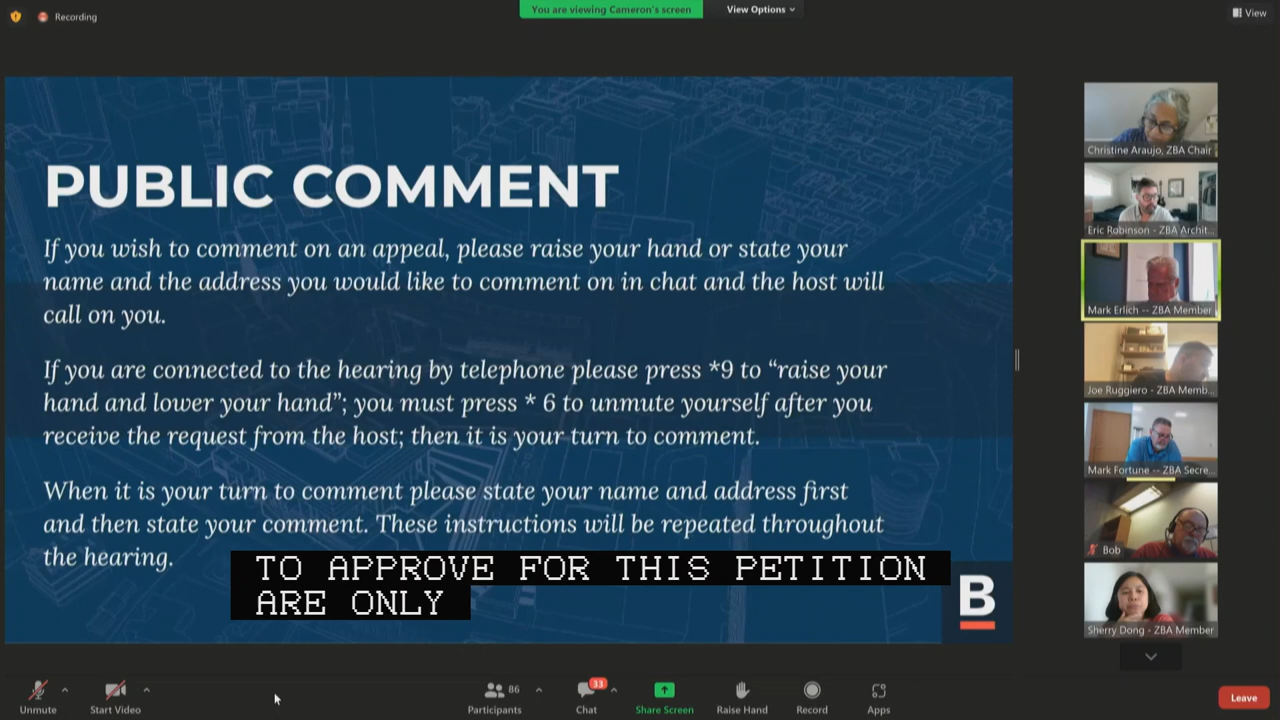 Recording
You are viewing Cameron's screen
View Options
View
PUBLIC COMMENT
If you wish to comment on an appeal, please raise your hand or state your
name and the address you would like to comment on in chat and the host will
call on you.
If you are connected to the hearing by telephone please press *9 to “raise your
hand and lower your hand”; you must press * 6 to unmute yourself after you
receive the request from the host; then it is your turn to comment.
When it is your turn to comment please state your name and address first
and then state your comment. These instructions will be repeated throughout
the hearing.
TO APPROVE FOR THIS PETITION
ARE ONLY
B
Christine Araujo, ZBA Chair
Eric Robinson - ZBA Archit...
Mark Erlich -- ZBA Member
Joe Ruggiero - ZBA Memb...
Mark Fortune -- ZBA Secre...
Bob
Sherry Dong - ZBA Member
Unmute
Start Video
86
Participants
33
Chat
Share Screen
Raise Hand
Record
Apps
Leave